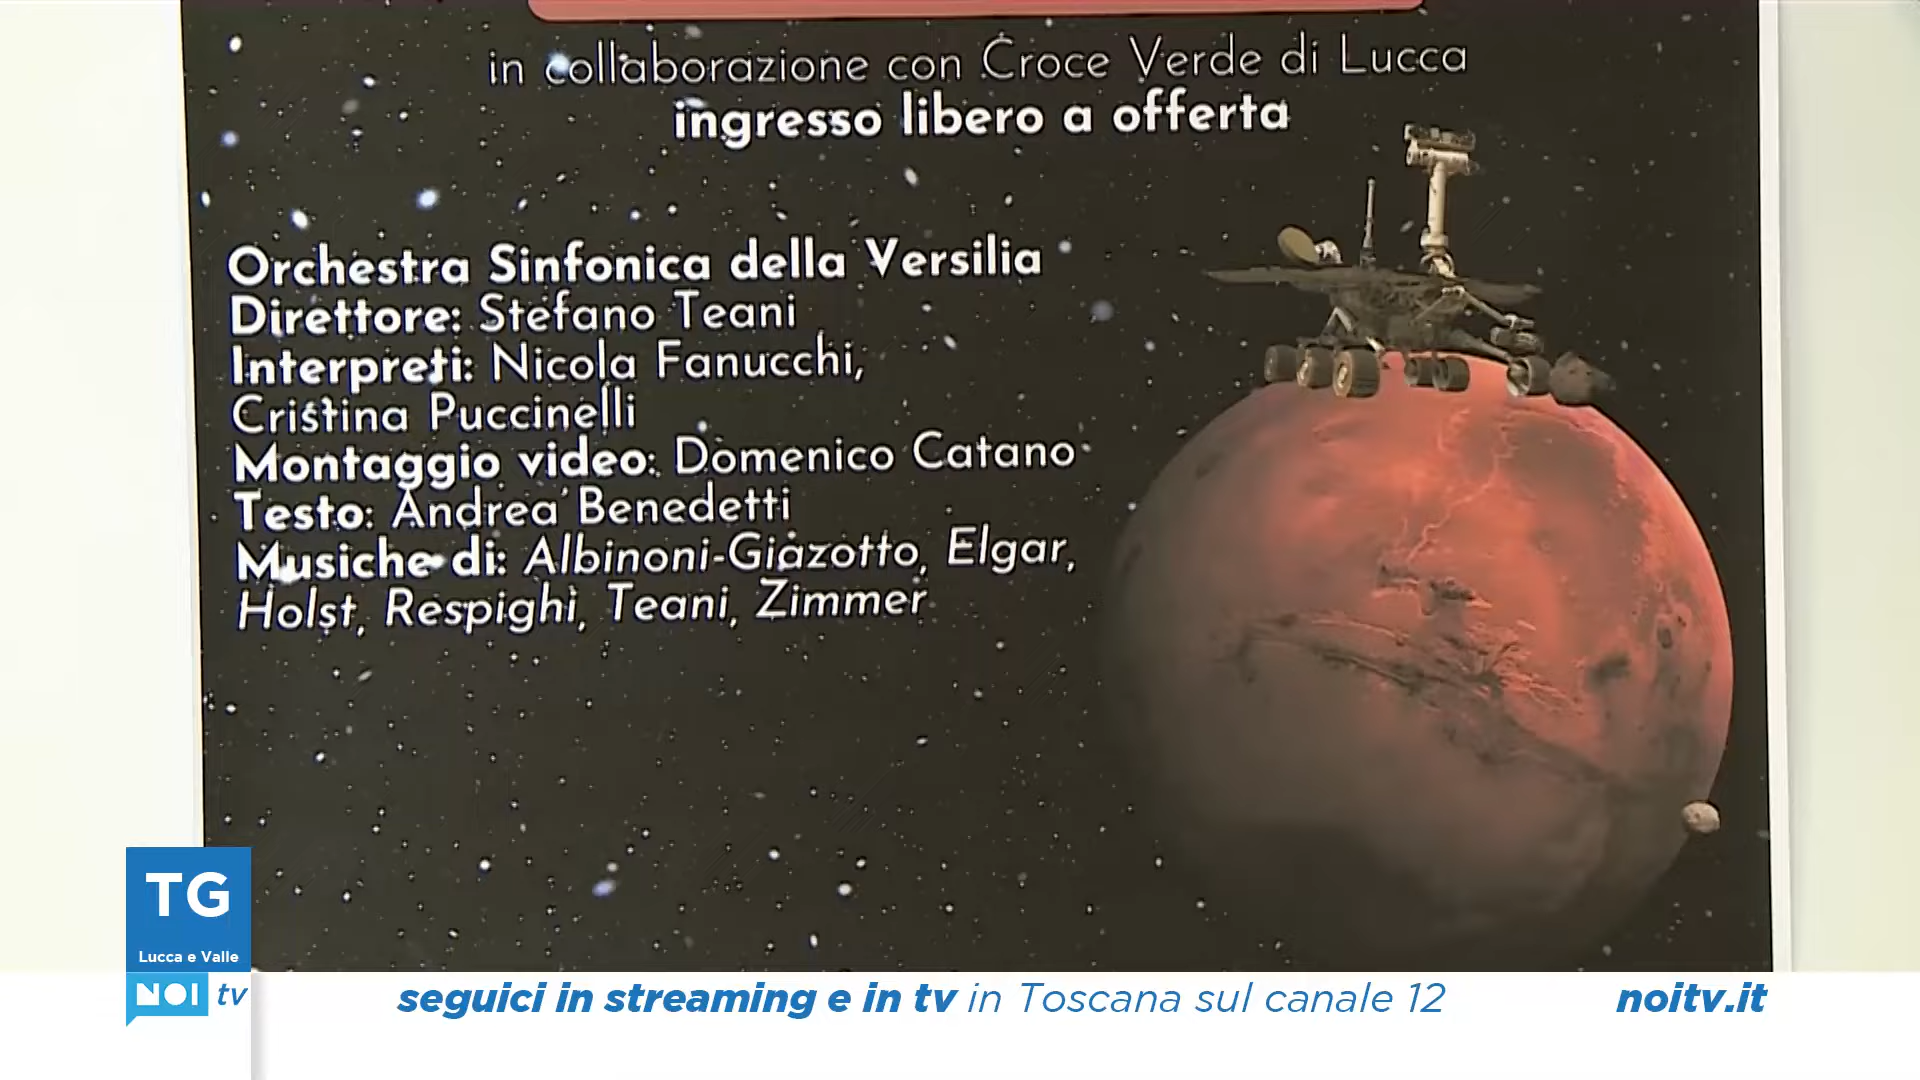 in collaborazione con Croce Verde di Lucca
ingresso libero a offerta
Orchestra Sinfonica della Versilia
Direttore: Stefano Teani
Interpreti: Nicola Fanucchi,
Cristina Puccinelli
Montaggio video: Domenico Catano
Testo: Andrea Benedetti
Musiche di: Albinoni-Giazotto, Elgar,
Holst, Respighi, Teani, Zimmer
TG
Lucca e Valle
NOI tv
seguici in streaming e in tv in Toscana sul canale 12
noitv.it